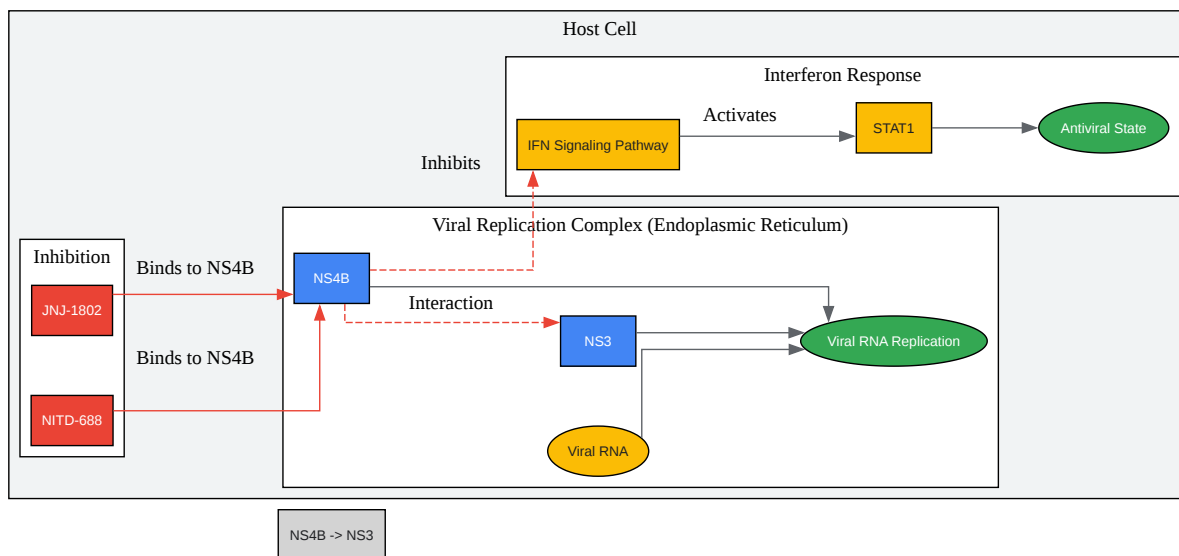 Host Cell
Interferon Response
Activates
STAT1
Antiviral State
IFN Signaling Pathway
Inhibits
Viral Replication Complex (Endoplasmic Reticulum)
Inhibition
Binds to NS4B
NS4B
JNJ-1802
Interaction
NS3
Viral RNA Replication
Binds to NS4B
NITD-688
Viral RNA
NS4B -> NS3